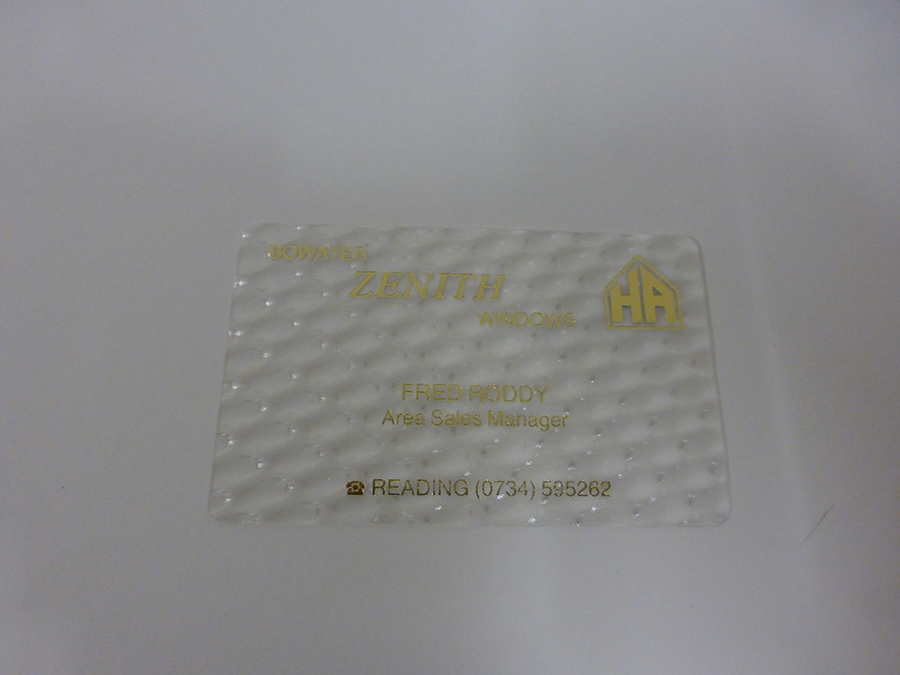 BOWATER
ZENITH
WINDOWS
HA
FRED RODDY
Area Sales Manager
☎ READING (0734) 595262